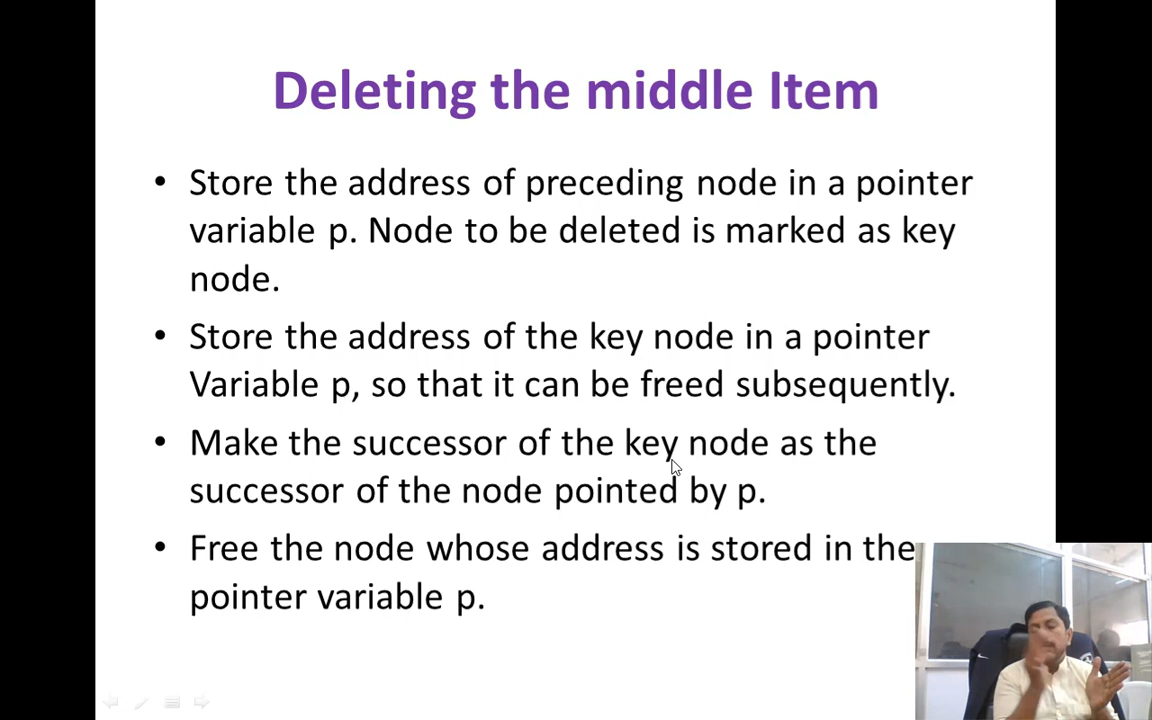 Deleting the middle Item
• Store the address of preceding node in a pointer
variable p. Node to be deleted is marked as key
node.
• Store the address of the key node in a pointer
Variable p, so that it can be freed subsequently.
• Make the successor of the key node as the
successor of the node pointed by p.
• Free the node whose address is stored in the
pointer variable p.